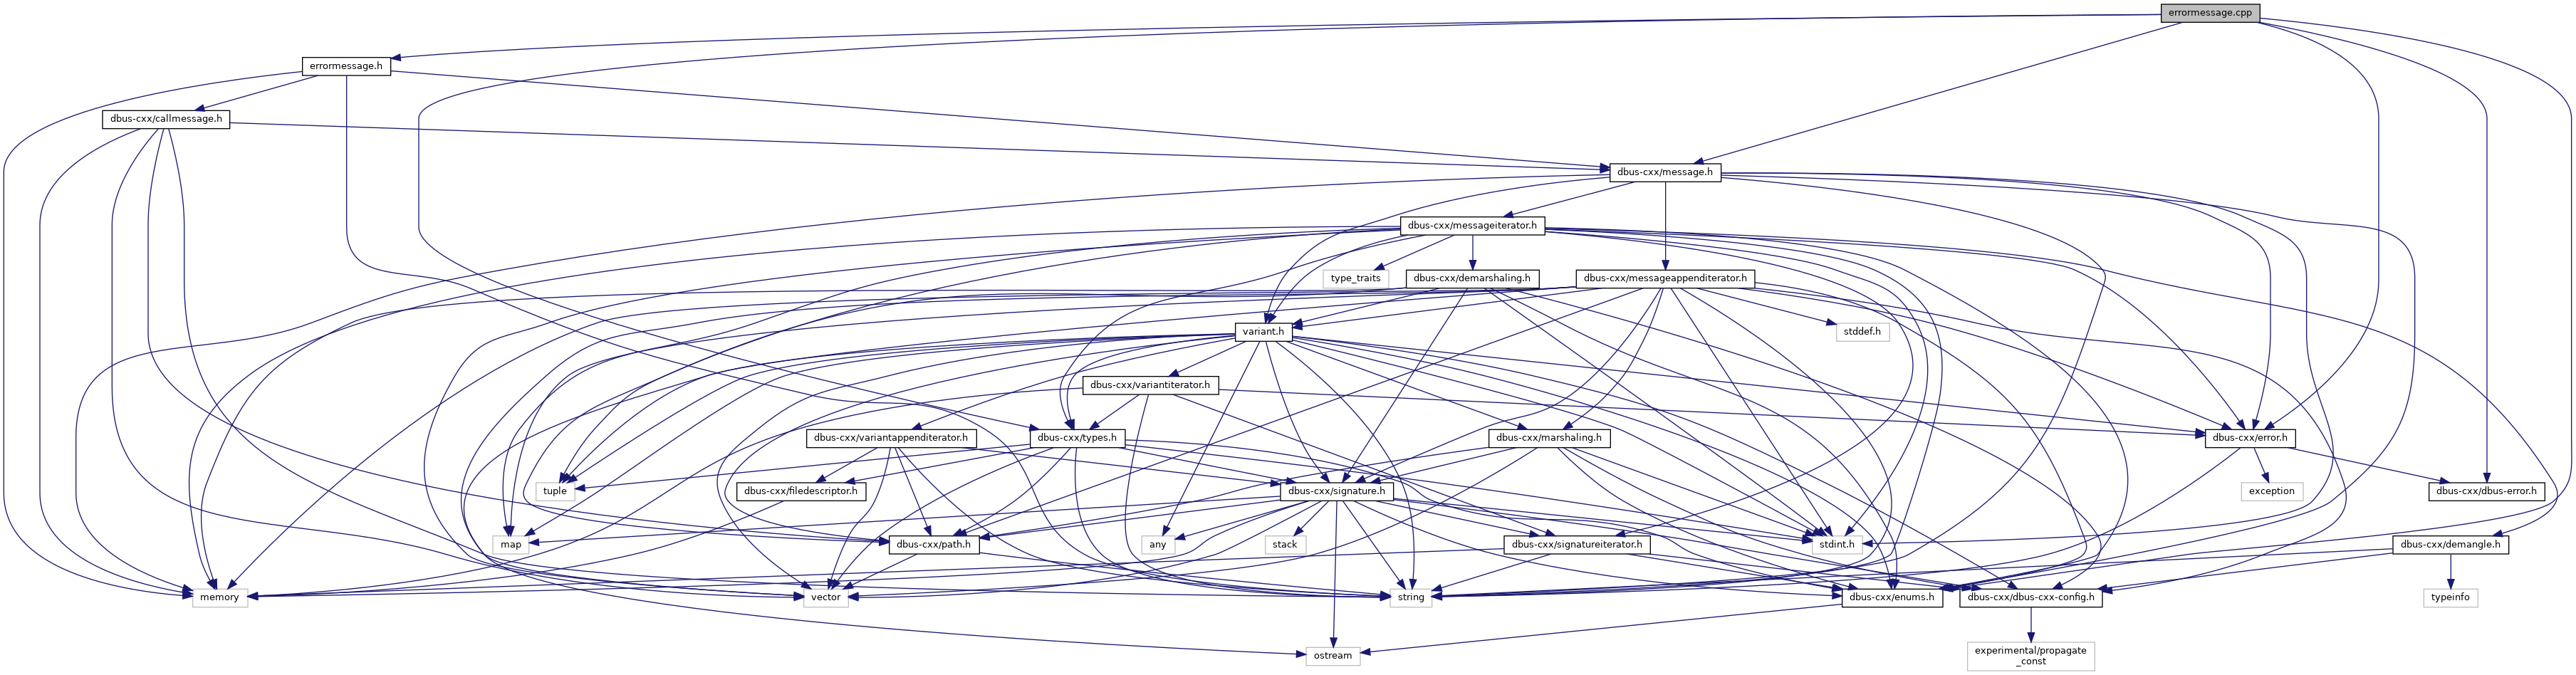 errormessage.cpp
errormessage.h
dbus-cxx/callmessage.h
dbus-cxx/message.h
dbus-cxx/messageiterator.h
type_traits
dbus-cxx/demarshaling.h
dbus-cxx/messageappenditerator.h
variant.h
stddef.h
dbus-cxx/variantiterator.h
dbus-cxx/variantappenditerator.h
dbus-cxx/types.h
dbus-cxx/marshaling.h
dbus-cxx/error.h
tuple
dbus-cxx/filedescriptor.h
dbus-cxx/signature.h
exception
dbus-cxx/dbus-error.h
map
dbus-cxx/path.h
any
stack
dbus-cxx/signatureiterator.h
stdint.h
dbus-cxx/demangle.h
memory
vector
string
dbus-cxx/enums.h
dbus-cxx/dbus-cxx-config.h
typeinfo
ostream
experimental/propagate
_const